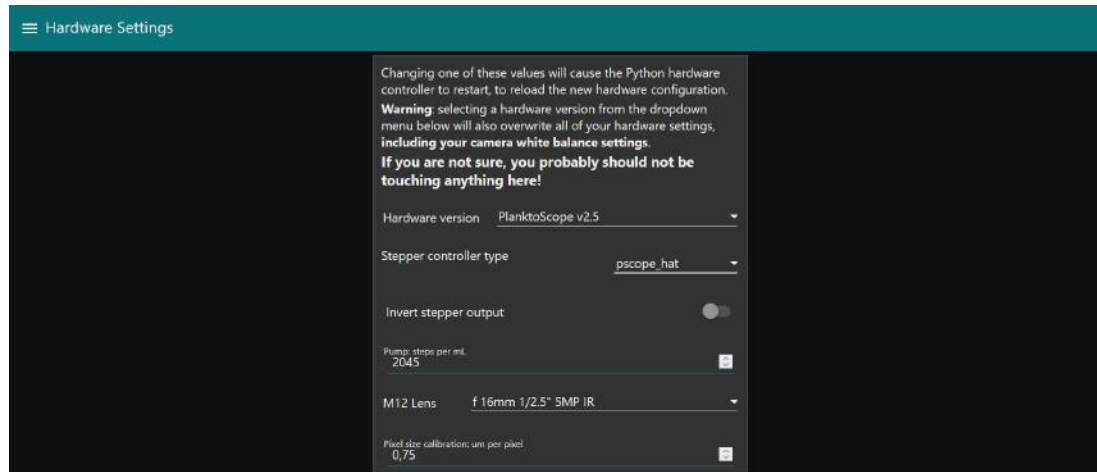 Hardware Settings
Changing one of these values will cause the Python hardware
controller to restart, to reload the new hardware configuration.
Warning: selecting a hardware version from the dropdown
menu below will also overwrite all of your hardware settings,
including your camera white balance settings.
If you are not sure, you probably should not be
touching anything here!
Hardware version PlanktoScope v2.5
Stepper controller type pscope_hat
Invert stepper output
Pump: steps per mL
2045
M12 Lens f 16mm 1/2.5" 5MP IR
Pixel size calibration: um per pixel
0,75